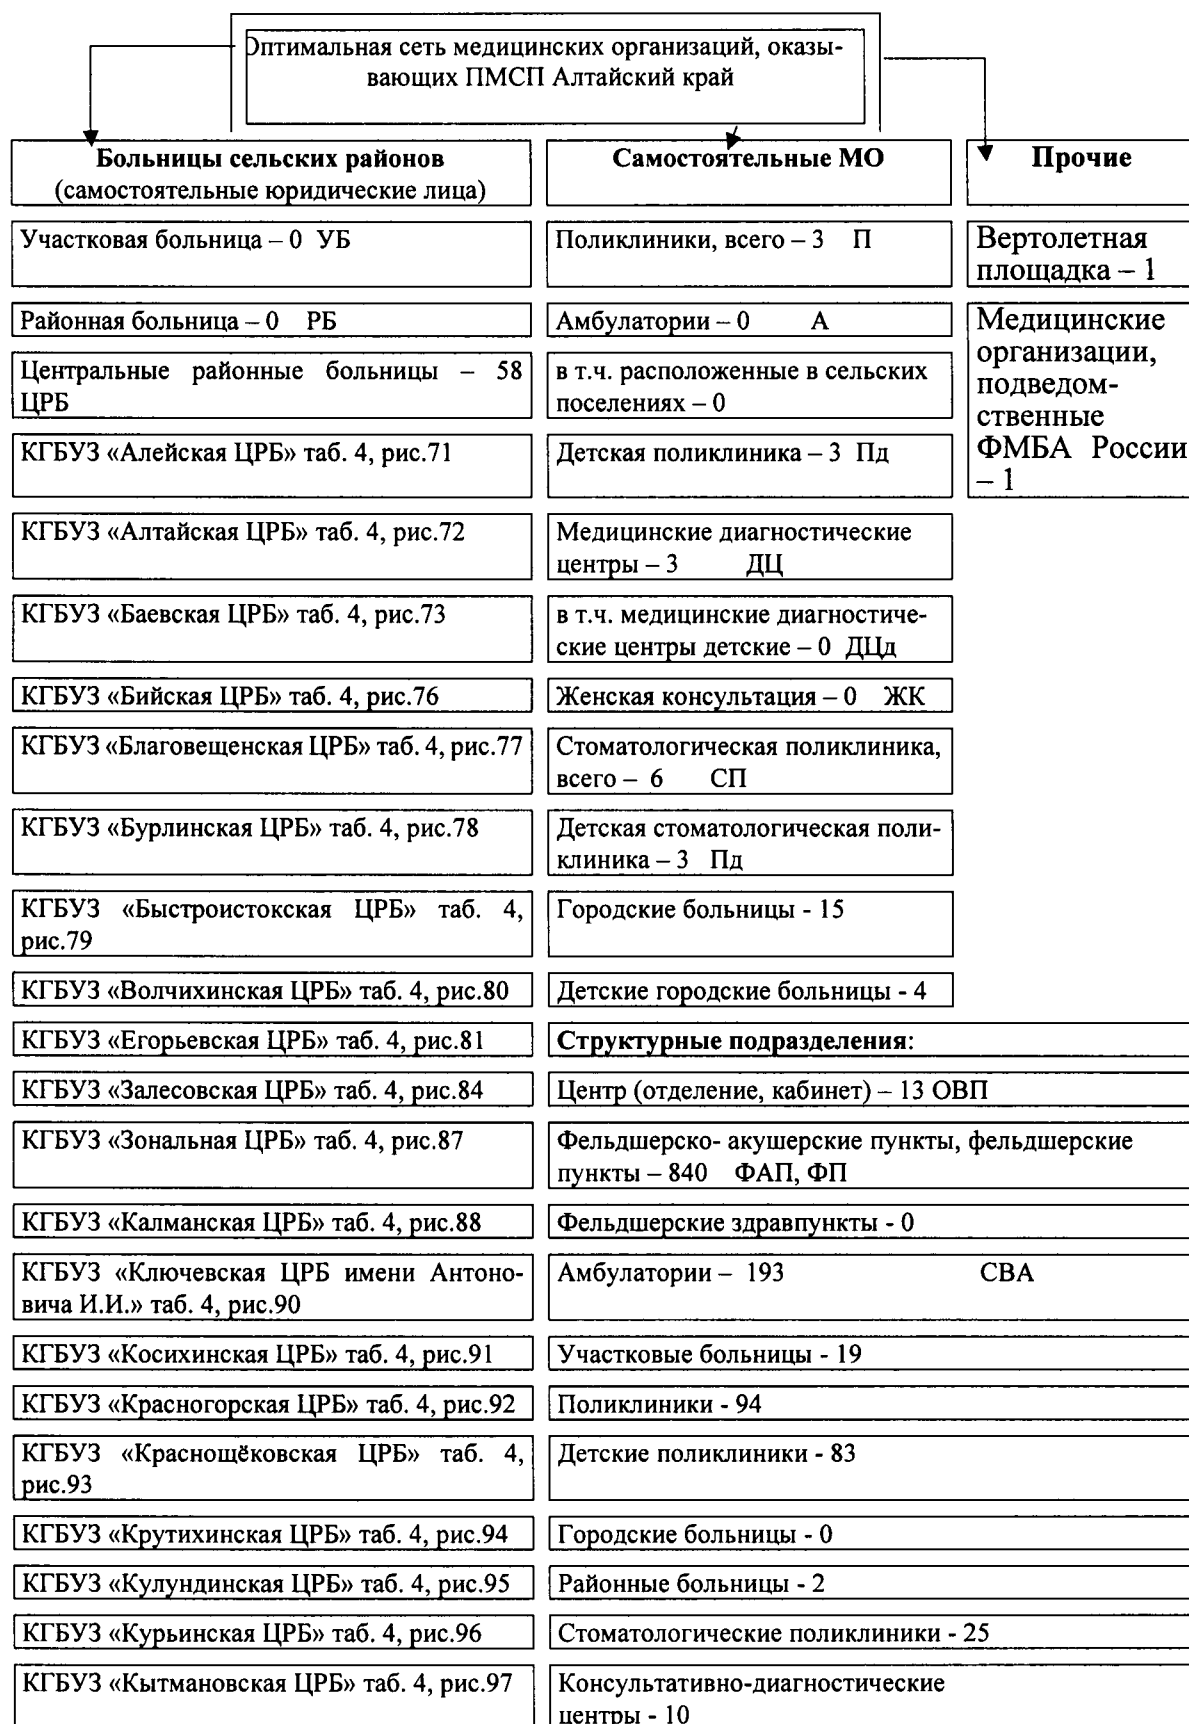 Оптимальная сеть медицинских организаций, оказы-
вающих ПМСП Алтайский край
Больницы сельских районов
(самостоятельные юридические лица)
Участковая больница – 0 УБ
Районная больница – 0 РБ
Центральные районные больницы – 58
ЦРБ
КГБУЗ «Алейская ЦРБ» таб. 4, рис.71
КГБУЗ «Алтайская ЦРБ» таб. 4, рис.72
КГБУЗ «Баевская ЦРБ» таб. 4, рис.73
КГБУЗ «Бийская ЦРБ» таб. 4, рис.76
КГБУЗ «Благовещенская ЦРБ» таб. 4, рис.77
КГБУЗ «Бурлинская ЦРБ» таб. 4, рис.78
КГБУЗ «Быстроистокская ЦРБ» таб. 4,
рис.79
КГБУЗ «Волчихинская ЦРБ» таб. 4, рис.80
КГБУЗ «Егорьевская ЦРБ» таб. 4, рис.81
КГБУЗ «Залесовская ЦРБ» таб. 4, рис.84
КГБУЗ «Зональная ЦРБ» таб. 4, рис.87
КГБУЗ «Калманская ЦРБ» таб. 4, рис.88
КГБУЗ «Ключевская ЦРБ имени Антоно-
вича И.И.» таб. 4, рис.90
КГБУЗ «Косихинская ЦРБ» таб. 4, рис.91
КГБУЗ «Красногорская ЦРБ» таб. 4, рис.92
КГБУЗ «Краснощёковская ЦРБ» таб. 4,
рис.93
КГБУЗ «Крутихинская ЦРБ» таб. 4, рис.94
КГБУЗ «Кулундинская ЦРБ» таб. 4, рис.95
КГБУЗ «Курьинская ЦРБ» таб. 4, рис.96
КГБУЗ «Кытмановская ЦРБ» таб. 4, рис.97
Самостоятельные МО
Поликлиники, всего – 3 П
Амбулатории – 0 А
в т.ч. расположенные в сельских
поселениях – 0
Детская поликлиника – 3 Пд
Медицинские диагностические
центры – 3 ДЦ
в т.ч. медицинские диагностиче-
ские центры детские – 0 ДЦд
Женская консультация – 0 ЖК
Стоматологическая поликлиника,
всего – 6 СП
Детская стоматологическая поли-
клиника – 3 Пд
Городские больницы - 15
Детские городские больницы - 4
Структурные подразделения:
Центр (отделение, кабинет) – 13 ОВП
Фельдшерско- акушерские пункты, фельдшерские
пункты – 840 ФАП, ФП
Фельдшерские здравпункты - 0
Амбулатории – 193 СВА
Участковые больницы - 19
Поликлиники - 94
Детские поликлиники - 83
Городские больницы - 0
Районные больницы - 2
Стоматологические поликлиники - 25
Консультативно-диагностические
центры - 10
Прочие
Вертолетная
площадка – 1
Медицинские
организации,
подведом-
ственные
ФМБА России
– 1